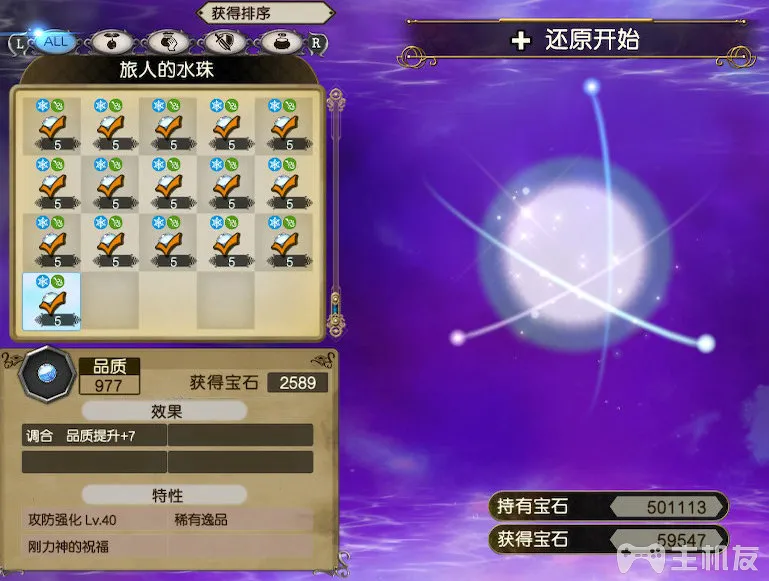 获得排序
L ALL R
旅人的水珠
5 5 5 5 5
5 5 5 5 5
5 5 5 5 5
5
品质
977
获得宝石 2589
效果
调合 品质提升+7
特性
攻防强化 Lv.40 稀有逸品
刚力神的祝福
+ 还原开始
持有宝石 501113
获得宝石 59547
主机友